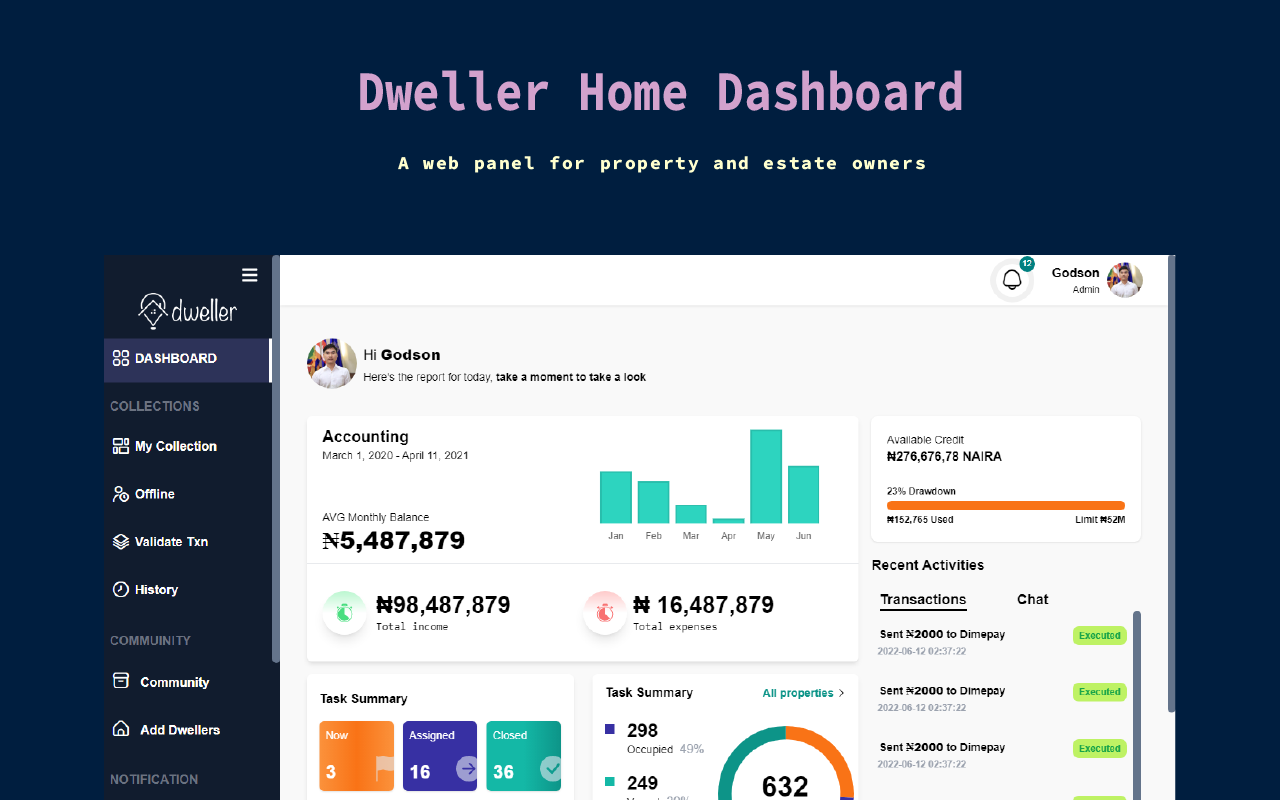 Dweller Home Dashboard
A web panel for property and estate owners
dweller
DASHBOARD
COLLECTIONS
My Collection
Offline
Validate Txn
History
COMMUINITY
Community
Add Dwellers
NOTIFICATION
12
Godson
Admin
Hi Godson
Here's the report for today, take a moment to take a look
Accounting
March 1, 2020 - April 11, 2021
AVG Monthly Balance
₦5,487,879
Jan Feb Mar Apr May Jun
₦98,487,879
Total income
₦ 16,487,879
Total expenses
Task Summary
Now
3
Assigned
16
Closed
36
Task Summary
All properties
298
Occupied 49%
249
632
Available Credit
₦276,676,78 NAIRA
23% Drawdown
₦152,765 Used
Limit ₦52M
Recent Activities
Transactions
Chat
Sent ₦2000 to Dimepay
Executed
2022-06-12 02:37:22
Sent ₦2000 to Dimepay
Executed
2022-06-12 02:37:22
Sent ₦2000 to Dimepay
Executed
2022-06-12 02:37:22